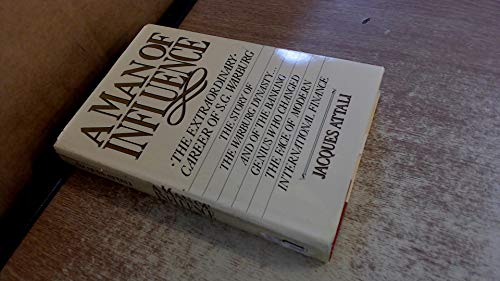 A MAN OF
INFLUENCE
THE EXTRAORDINARY
CAREER OF S.G. WARBURG
THE STORY OF
THE WARBURG DYNASTY...
AND OF THE BANKING
GENIUS WHO CHANGED
THE FACE OF MODERN
INTERNATIONAL FINANCE
JACQUES ATTALI